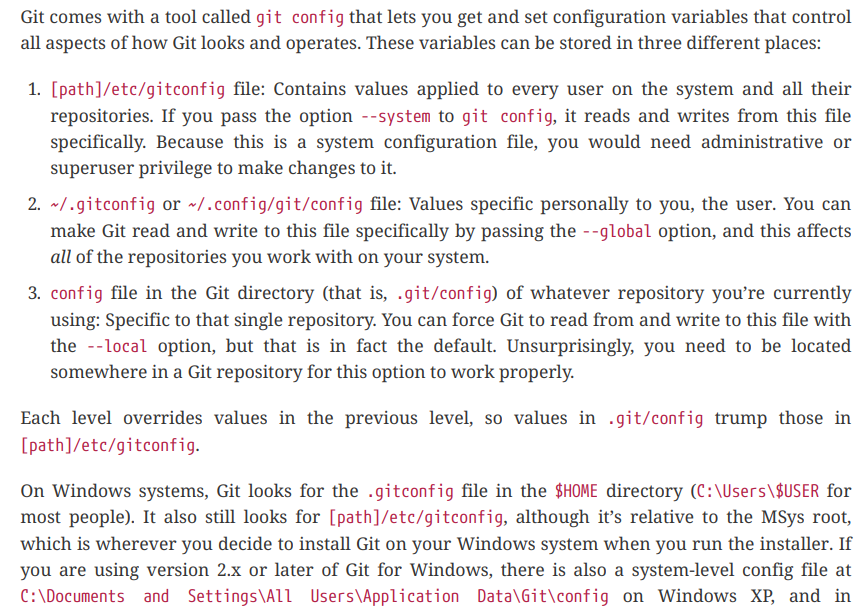 Git comes with a tool called git config that lets you get and set configuration variables that control
all aspects of how Git looks and operates. These variables can be stored in three different places:
1. [path]/etc/gitconfig file: Contains values applied to every user on the system and all their
repositories. If you pass the option --system to git config, it reads and writes from this file
specifically. Because this is a system configuration file, you would need administrative or
superuser privilege to make changes to it.
2. ~/.gitconfig or ~/.config/git/config file: Values specific personally to you, the user. You can
make Git read and write to this file specifically by passing the --global option, and this affects
all of the repositories you work with on your system.
3. config file in the Git directory (that is, .git/config) of whatever repository you’re currently
using: Specific to that single repository. You can force Git to read from and write to this file with
the --local option, but that is in fact the default. Unsurprisingly, you need to be located
somewhere in a Git repository for this option to work properly.
Each level overrides values in the previous level, so values in .git/config trump those in
[path]/etc/gitconfig.
On Windows systems, Git looks for the .gitconfig file in the $HOME directory (C:\Users\$USER for
most people). It also still looks for [path]/etc/gitconfig, although it’s relative to the MSys root,
which is wherever you decide to install Git on your Windows system when you run the installer. If
you are using version 2.x or later of Git for Windows, there is also a system-level config file at
C:\Documents and Settings\All Users\Application Data\Git\config on Windows XP, and in